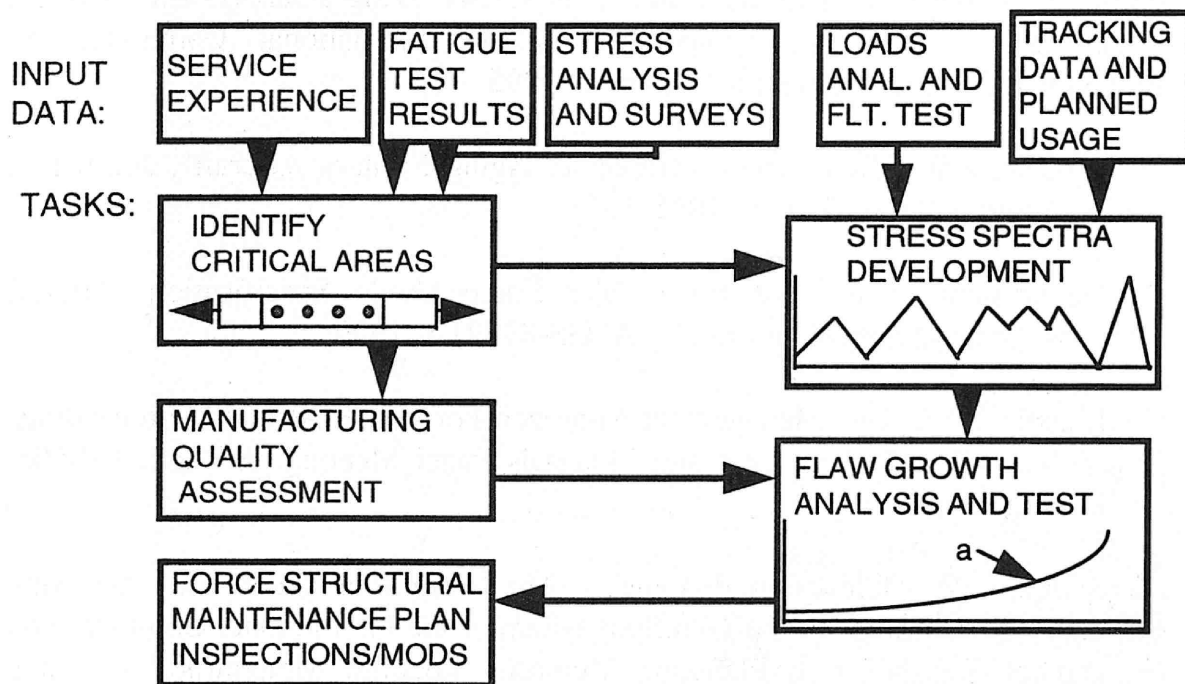 INPUT
DATA:
SERVICE
EXPERIENCE
FATIGUE
TEST
RESULTS
STRESS
ANALYSIS
AND SURVEYS
LOADS
ANAL. AND
FLT. TEST
TRACKING
DATA AND
PLANNED
USAGE
TASKS:
IDENTIFY
CRITICAL AREAS
STRESS SPECTRA
DEVELOPMENT
MANUFACTURING
QUALITY
ASSESSMENT
FLAW GROWTH
ANALYSIS AND TEST
a
FORCE STRUCTURAL
MAINTENANCE PLAN
INSPECTIONS/MODS